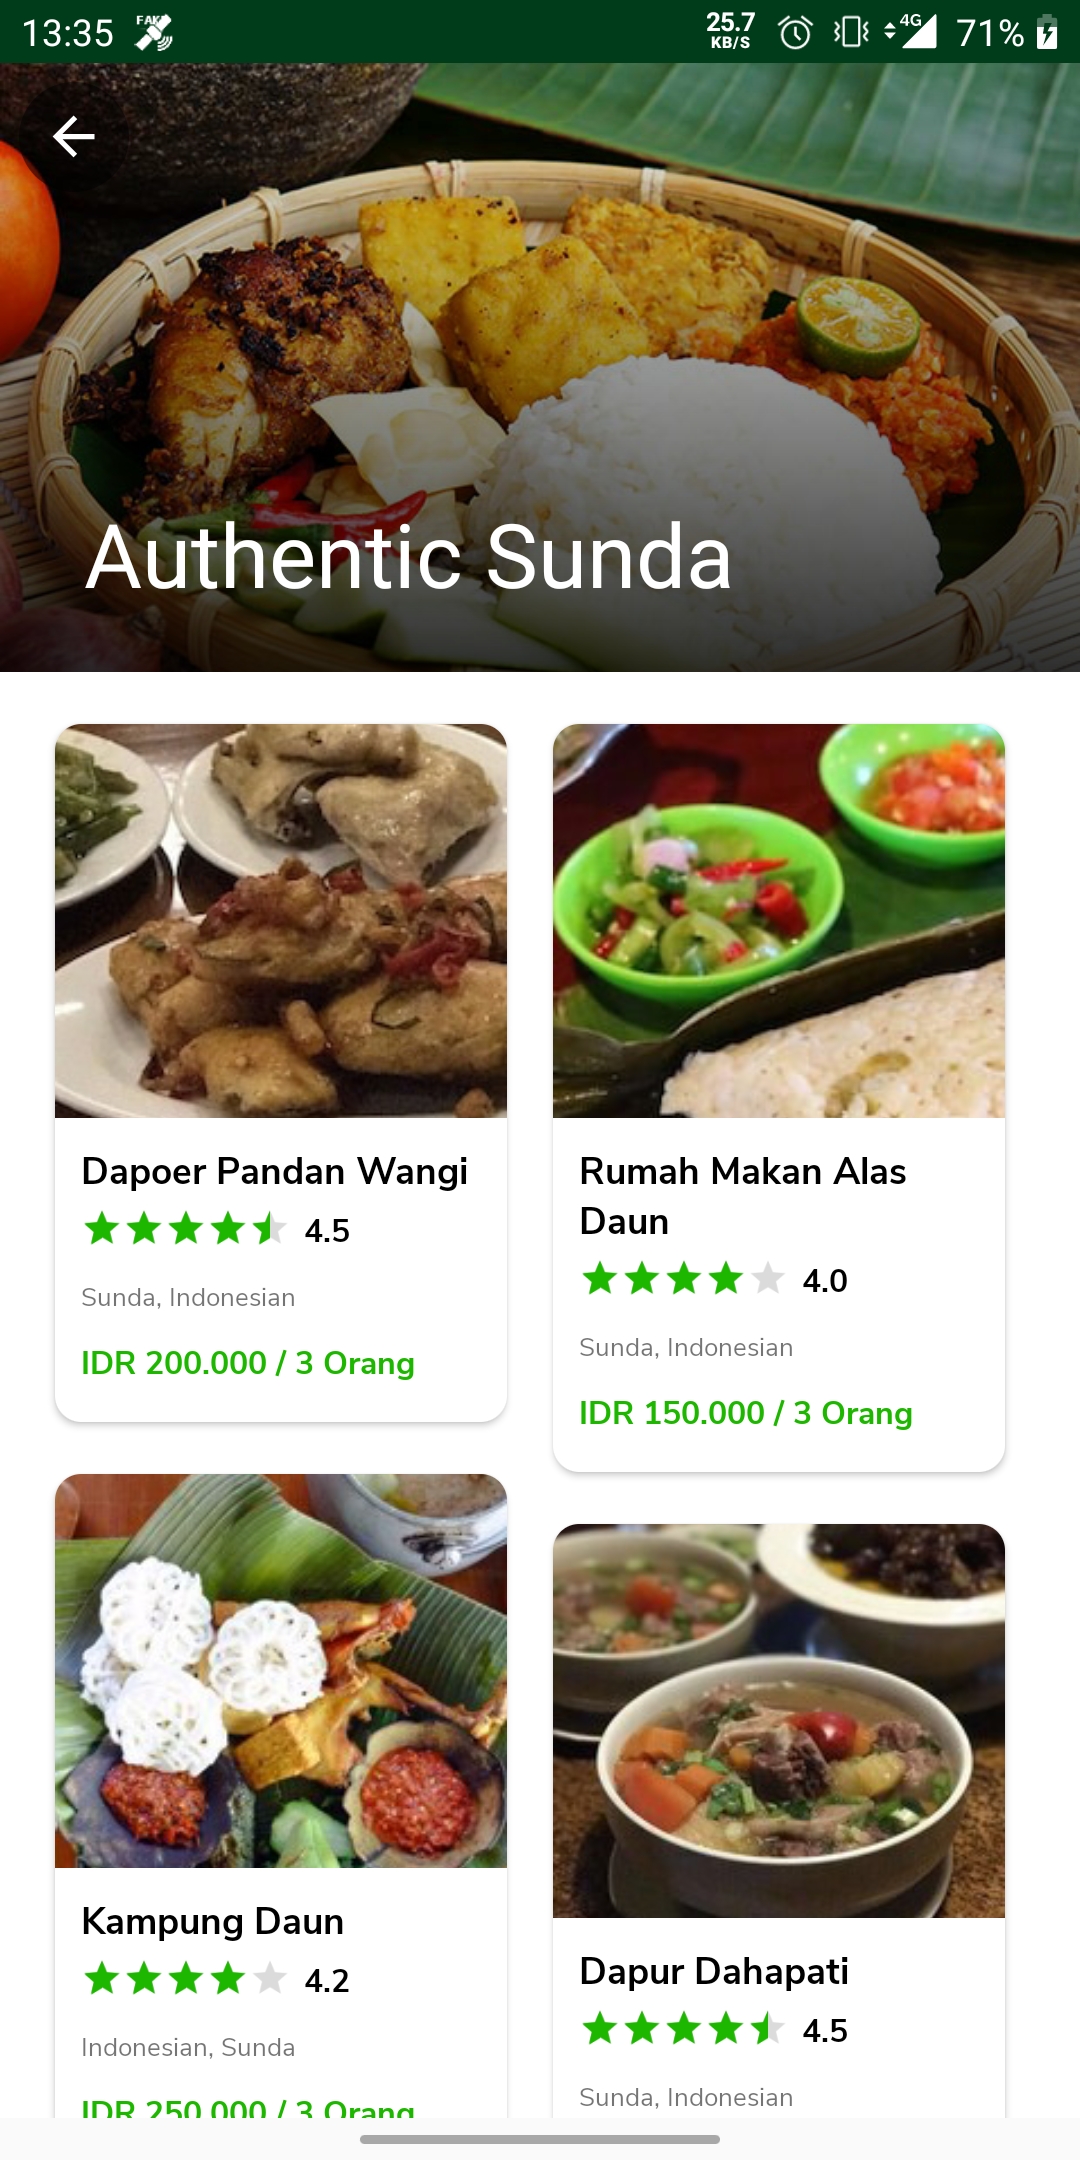 13:35 FAKE 25.7 KB/S 4G 71%
Authentic Sunda
Dapoer Pandan Wangi
4.5
Sunda, Indonesian
IDR 200.000 / 3 Orang
Rumah Makan Alas
Daun
4.0
Sunda, Indonesian
IDR 150.000 / 3 Orang
Kampung Daun
4.2
Indonesian, Sunda
IDR 250.000 / 3 Orang
Dapur Dahapati
4.5
Sunda, Indonesian